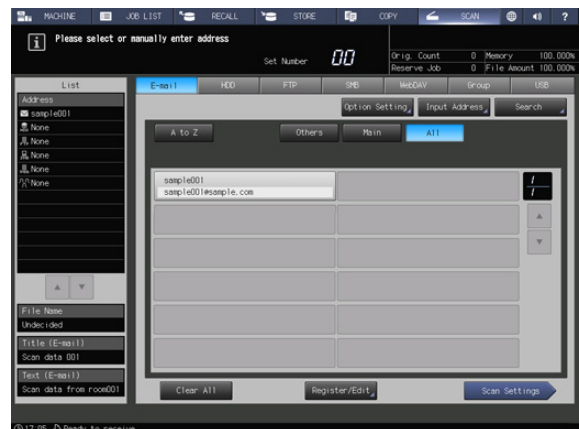 MACHINE JOB LIST RECALL STORE COPY SCAN ?
Please select or manually enter address
Set Number 00
Orig. Count 0 Memory 100.000%
Reserve Job 0 File Amount 100.000%
List
E-mail HDD FTP SMB WebDAV Group USB
Address
sample001
None
None
None
None
None
Option Setting Input Address Search
A to Z Others Main All
sample001
sample001@sample.com
1
1
File Name
Undecided
Title (E-mail)
Scan data 001
Text (E-mail)
Scan data from room001
Clear All Register/Edit Scan Settings
17:05 Ready to receive